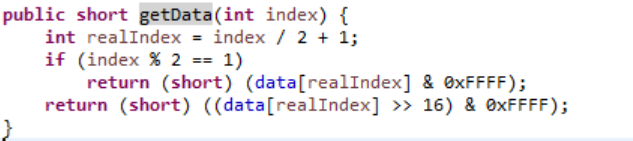 public short getData(int index) {
    int realIndex = index / 2 + 1;
    if (index % 2 == 1)
        return (short) (data[realIndex] & 0xFFFF);
    return (short) ((data[realIndex] >> 16) & 0xFFFF);
}